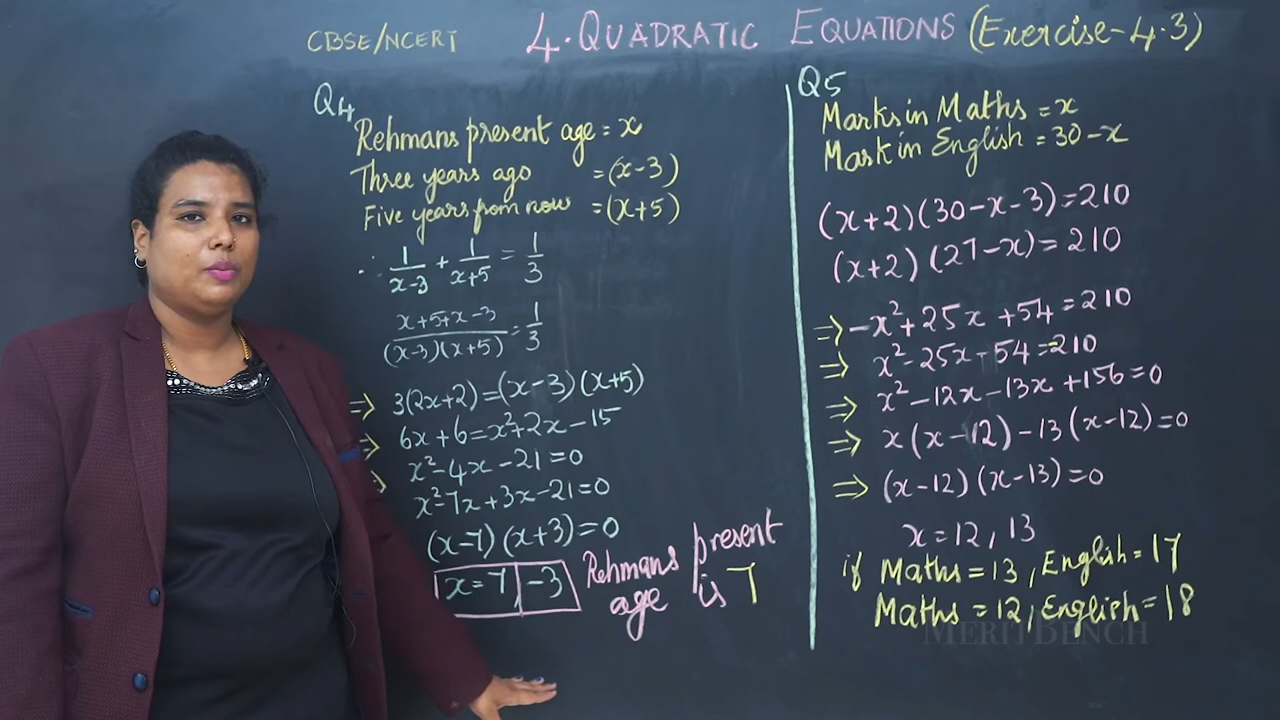 CBSE/NCERT 4. QUADRATIC EQUATIONS (Exercise-4.3)
Q4
Rehmans present age = x
Three years ago = (x-3)
Five years from now = (x+5)
∴ 1/(x-3) + 1/(x+5) = 1/3
(x+5+x-3)/((x-3)(x+5)) = 1/3
⇒ 3(2x+2) = (x-3)(x+5)
⇒ 6x+6 = x²+2x-15
⇒ x²-4x-21=0
x²-7x+3x-21=0
(x-7)(x+3)=0
x=7, -3
Rehmans present
age is 7
Q5
Marks in Maths = x
Mark in English = 30-x
(x+2)(30-x-3)=210
(x+2)(27-x)=210
⇒ -x²+25x+54=210
⇒ x²-25x-54=210
⇒ x²-12x-13x+156=0
⇒ x(x-12)-13(x-12)=0
⇒ (x-12)(x-13)=0
x=12, 13
if Maths=13, English=17
Maths=12, English=18
MERIT BENCH